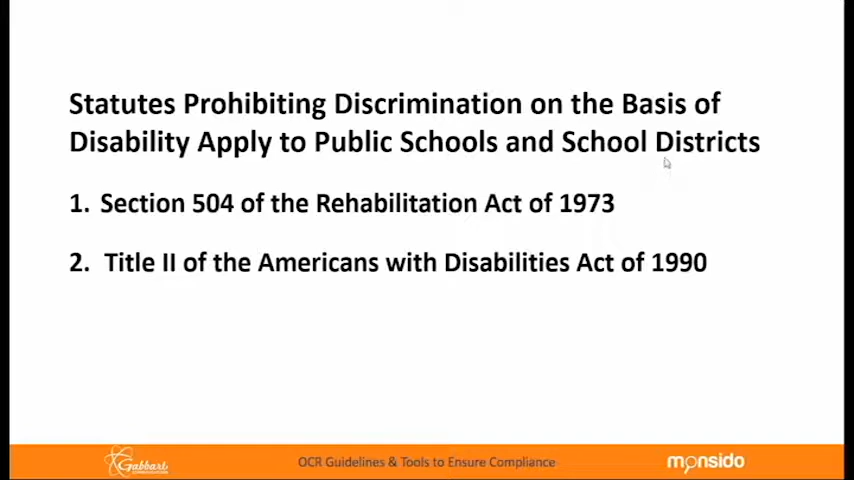 Statutes Prohibiting Discrimination on the Basis of
Disability Apply to Public Schools and School Districts
1. Section 504 of the Rehabilitation Act of 1973
2. Title II of the Americans with Disabilities Act of 1990
Gabbart
OCR Guidelines & Tools to Ensure Compliance
monsido